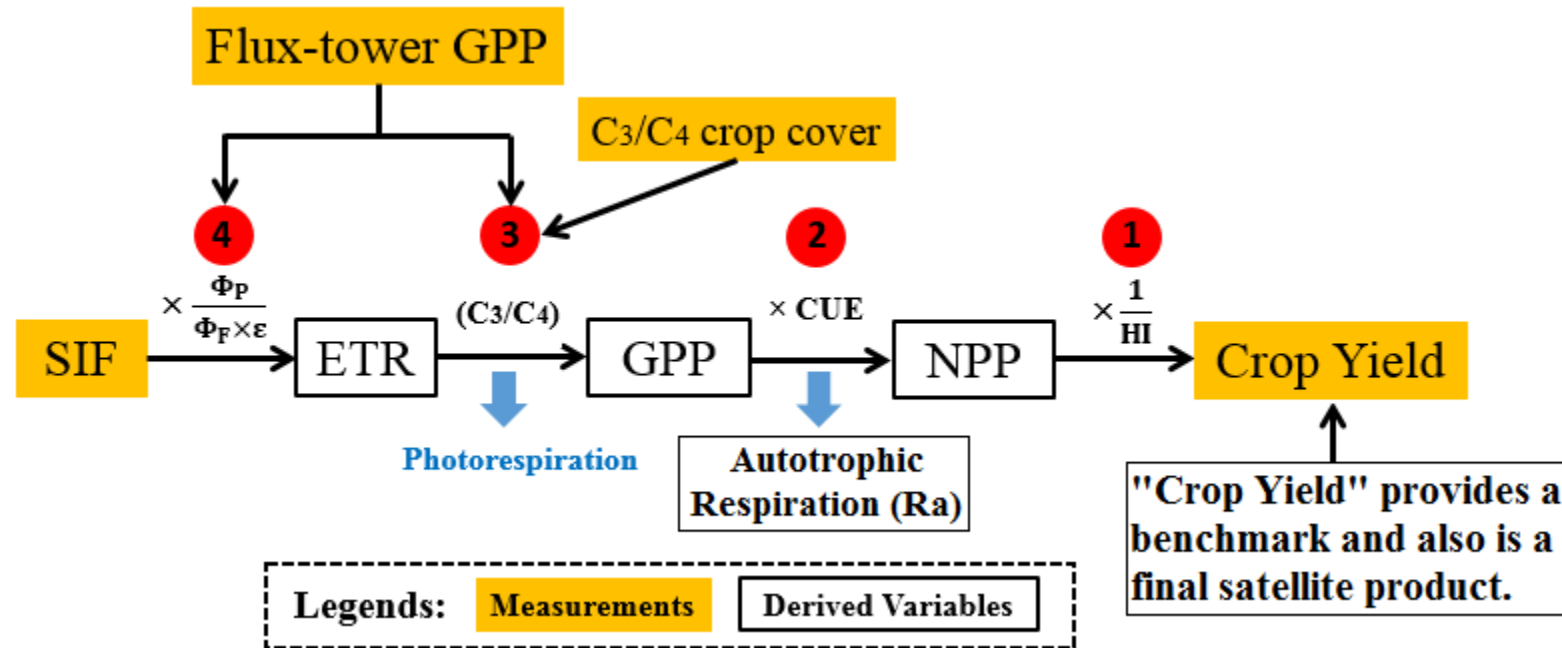 Flux-tower GPP
C3/C4 crop cover
4
3
2
1
× ΦP / ΦF×ε
(C3/C4)
× CUE
× 1 / HI
SIF
ETR
GPP
NPP
Crop Yield
Photorespiration
Autotrophic
Respiration (Ra)
"Crop Yield" provides a
benchmark and also is a
final satellite product.
Legends:
Measurements
Derived Variables